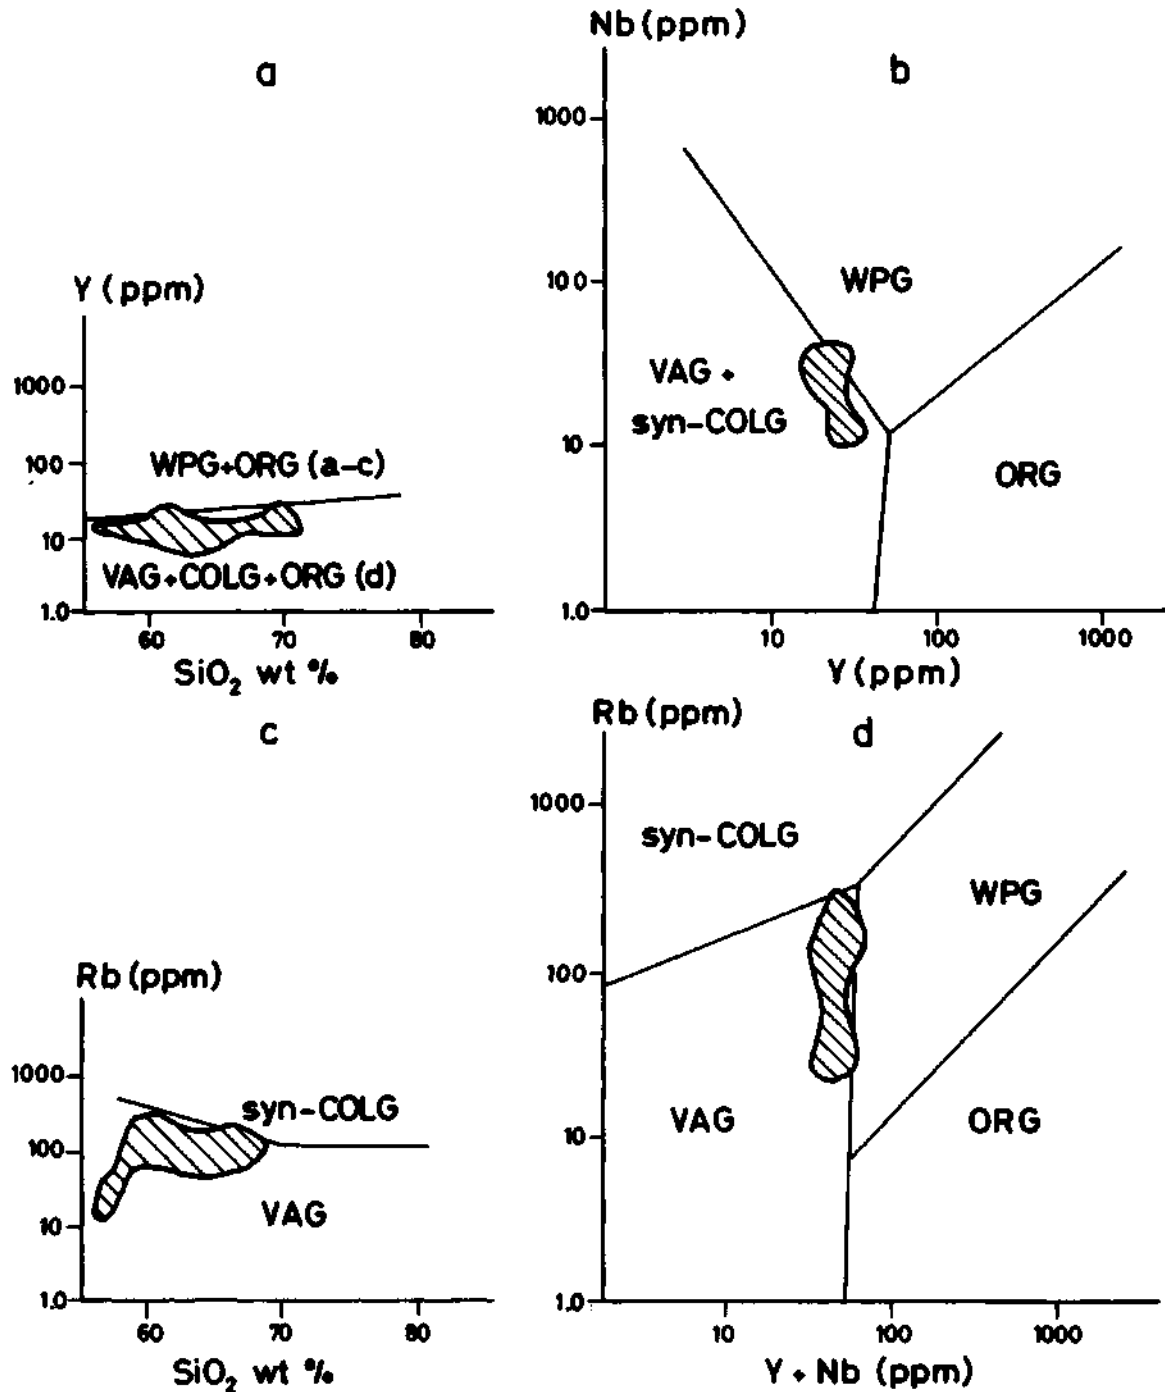 a
Y (ppm)
1000
100
10
1.0
WPG+ORG (a-c)
VAG+COLG+ORG (d)
60 70 80
SiO₂ wt %
Nb (ppm)
b
1000
100
10
1.0
WPG
VAG +
syn-COLG
ORG
10 100 1000
Y (ppm)
c
Rb (ppm)
1000
100
10
1.0
syn-COLG
VAG
60 70 80
SiO₂ wt %
Rb (ppm)
d
1000
100
10
1.0
syn-COLG
WPG
VAG
ORG
10 100 1000
Y + Nb (ppm)